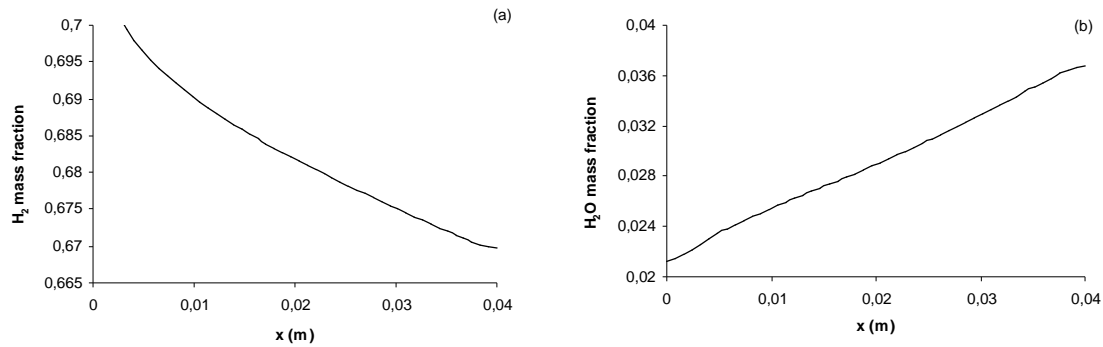 (a)
H2 mass fraction
0,7
0,695
0,69
0,685
0,68
0,675
0,67
0,665
0 0,01 0,02 0,03 0,04
x (m)
(b)
H2O mass fraction
0,04
0,036
0,032
0,028
0,024
0,02
0 0,01 0,02 0,03 0,04
x (m)